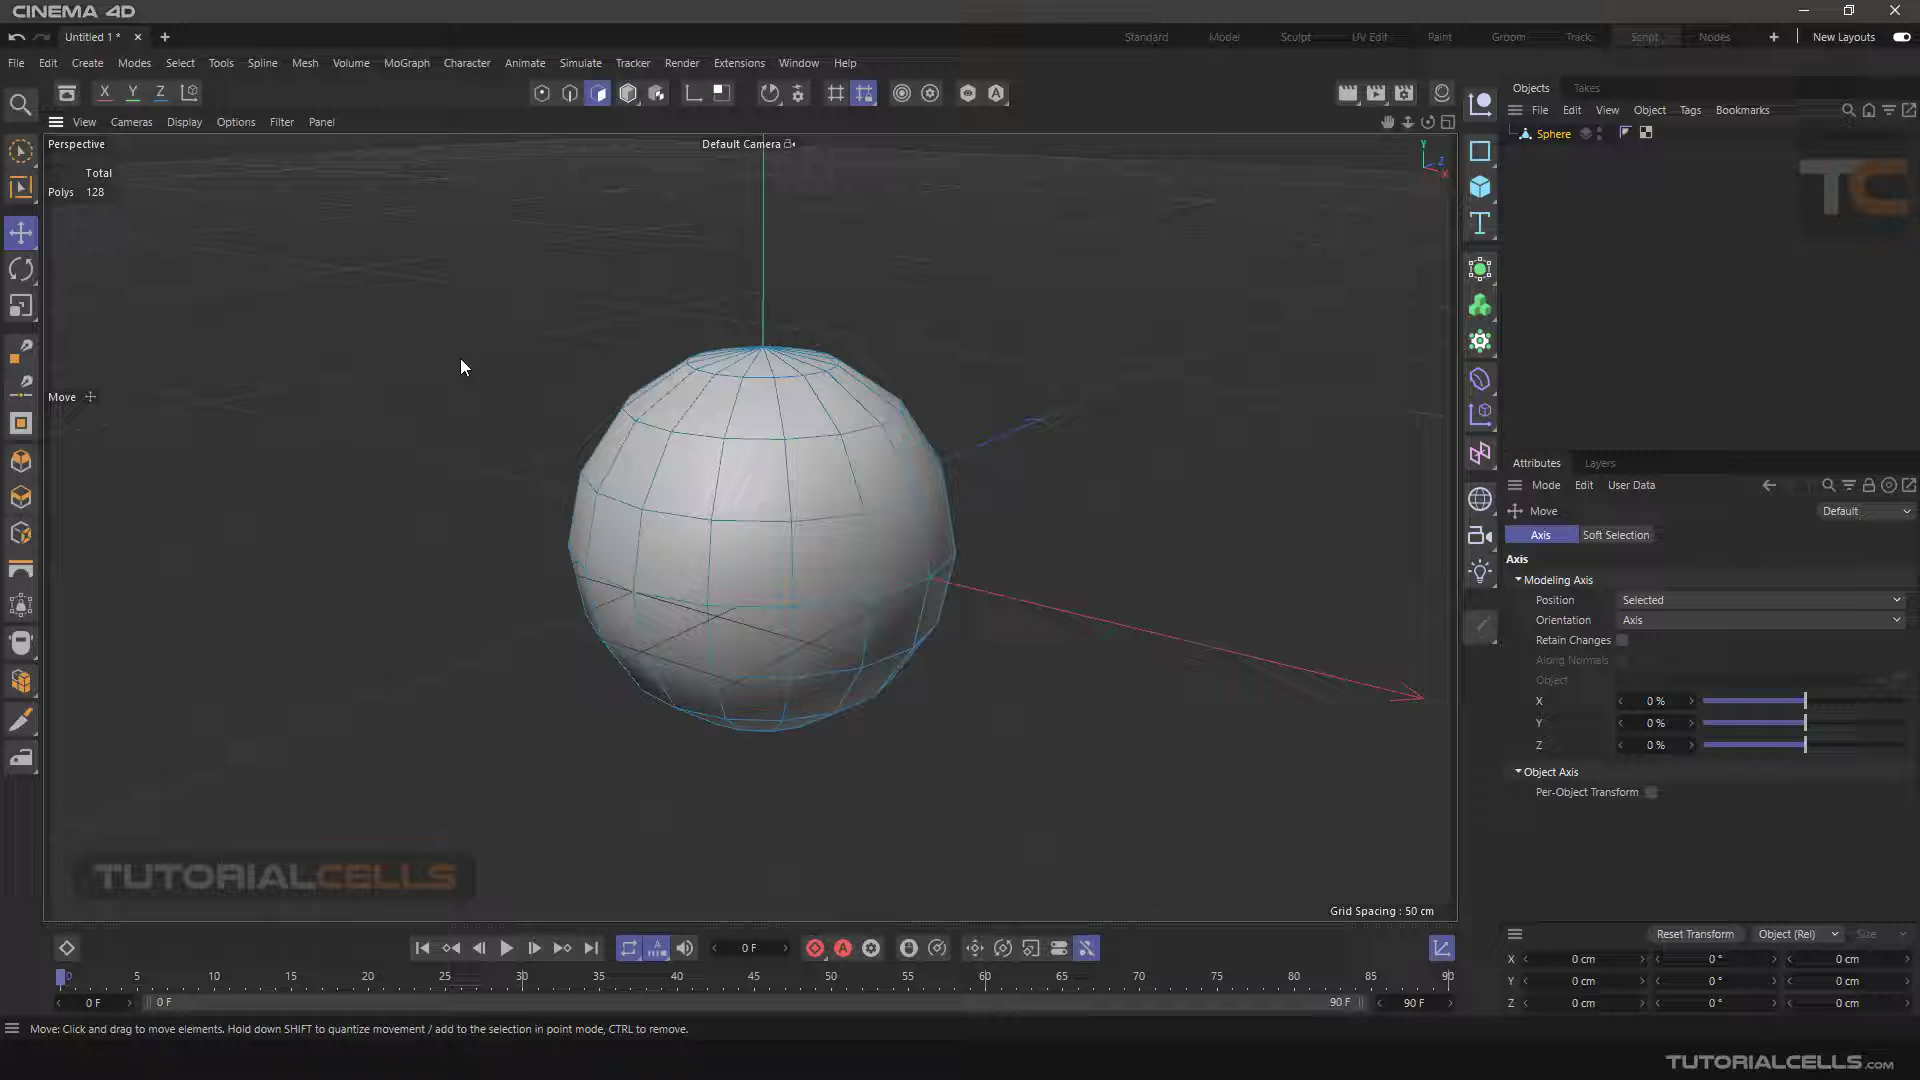 CINEMA 4D
Untitled 1 *
Standard Model Sculpt UV Edit Paint Groom Track Script Nodes New Layouts
File Edit Create Modes Select Tools Spline Mesh Volume MoGraph Character Animate Simulate Tracker Render Extensions Window Help
X Y Z
Objects Takes
View Cameras Display Options Filter Panel
File Edit View Object Tags Bookmarks
Perspective
Default Camera
Sphere
Total
Polys 128
Y
Z
X
TC
Move
Attributes Layers
Mode Edit User Data
Move
Default
Axis Soft Selection
Axis
Modeling Axis
Position Selected
Orientation Axis
Retain Changes
Along Normals
Object
X 0 %
Y 0 %
Z 0 %
Object Axis
Per-Object Transform
TUTORIALCELLS
Grid Spacing : 50 cm
0 F
Reset Transform Object (Rel) Size
0 5 10 15 20 25 30 35 40 45 50 55 60 65 70 75 80 85 90
0 F 0 F 90 F 90 F
X 0 cm 0 ° 0 cm
Y 0 cm 0 ° 0 cm
Z 0 cm 0 ° 0 cm
Move: Click and drag to move elements. Hold down SHIFT to quantize movement / add to the selection in point mode, CTRL to remove.
TUTORIALCELLS.COM